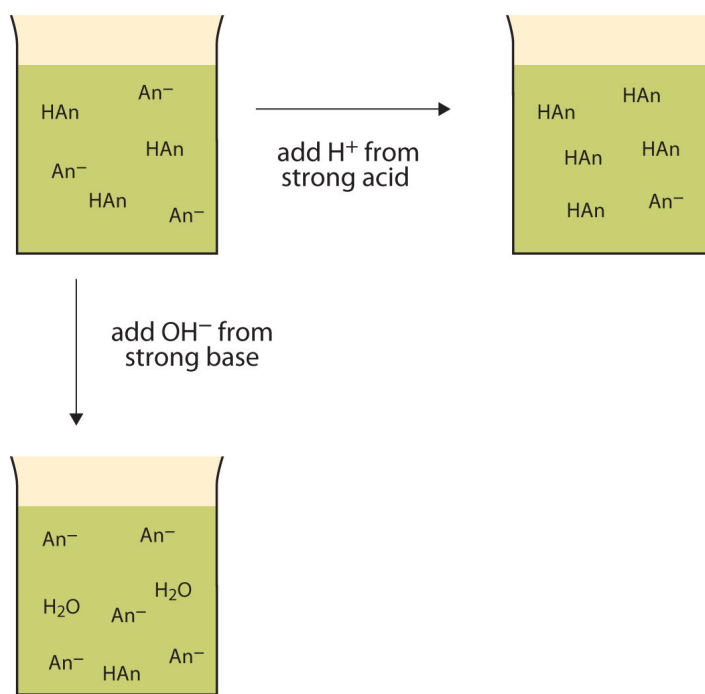 An⁻
HAn
HAn
An⁻
HAn
An⁻
add H⁺ from
strong acid
HAn
HAn
HAn
HAn
HAn
An⁻
add OH⁻ from
strong base
An⁻
An⁻
H₂O
H₂O
An⁻
An⁻
HAn
An⁻